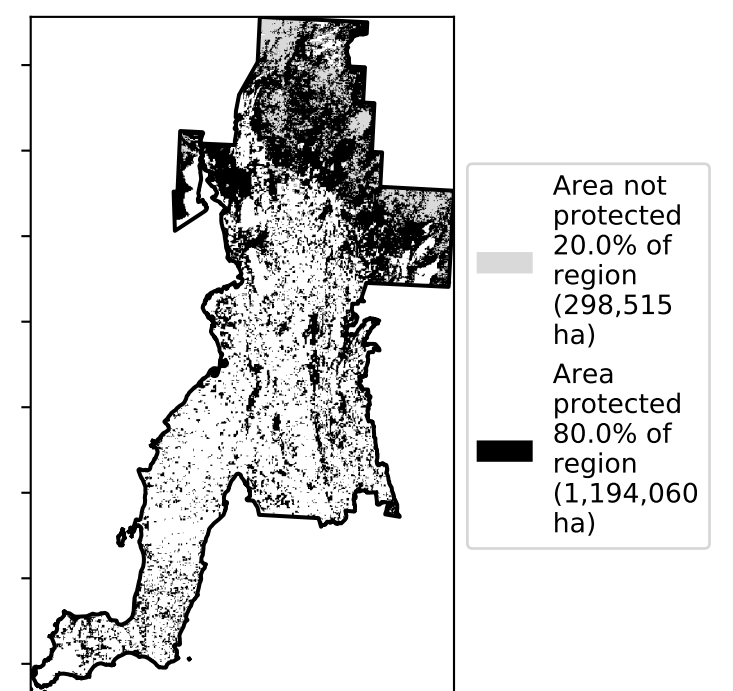 Area not
protected
20.0% of
region
(298,515
ha)
Area
protected
80.0% of
region
(1,194,060
ha)